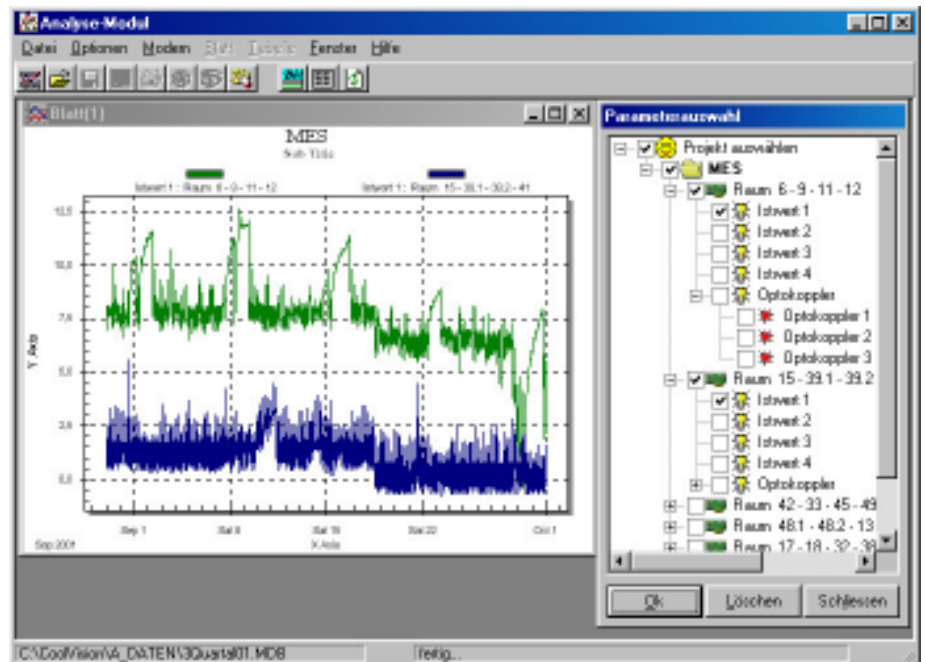 Analyse-Modul
Datei Optionen Modem Blatt Tabelle Fenster Hilfe
Blatt(1)
MES
Sub Title
Istwert 1 : Raum 6 - 9 - 11 - 12
Istwert 1 : Raum 15 - 39.1 - 39.2 - 41
12,5
10,0
7,5
5,0
2,5
0,0
Y Axis
Sep 1
Sat 8
Sat 15
Sat 22
Oct 1
Sep 2001
X Axis
Parameterauswahl
Projekt auswählen
MES
Raum 6 - 9 - 11 - 12
Istwert 1
Istwert 2
Istwert 3
Istwert 4
Optokoppler
Optokoppler 1
Optokoppler 2
Optokoppler 3
Raum 15 - 39.1 - 39.2
Istwert 1
Istwert 2
Istwert 3
Istwert 4
Optokoppler
Raum 42 - 33 - 45 - 49
Raum 48.1 - 48.2 - 13
Raum 17 - 18 - 32 - 38
Ok Löschen Schliessen
C:\CoolVision\A_DATEN\3Quartal01.MDB fertig...